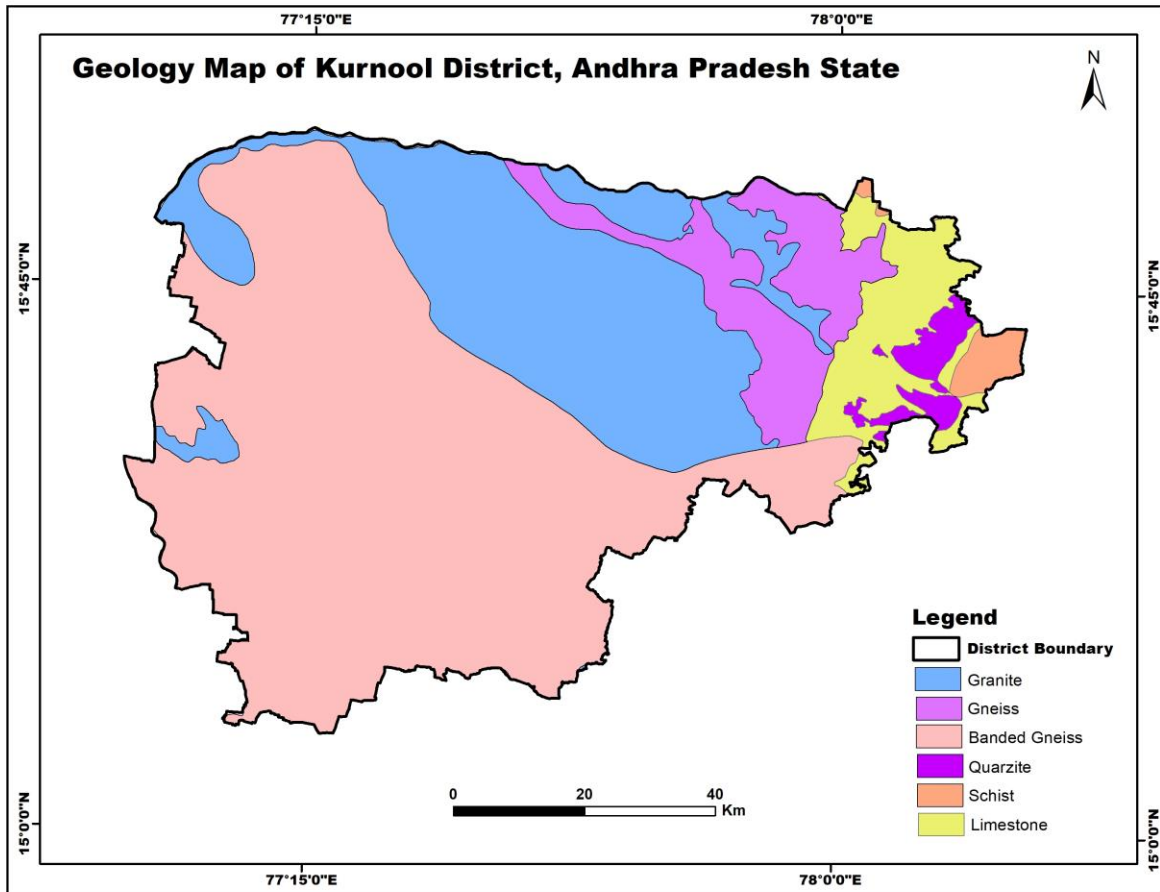 77°15'0"E 78°0'0"E
Geology Map of Kurnool District, Andhra Pradesh State
N
15°45'0"N 15°45'0"N
Legend
District Boundary
Granite
Gneiss
Banded Gneiss
Quarzite
Schist
Limestone
0 20 40
Km
15°0'0"N 15°0'0"N
77°15'0"E 78°0'0"E